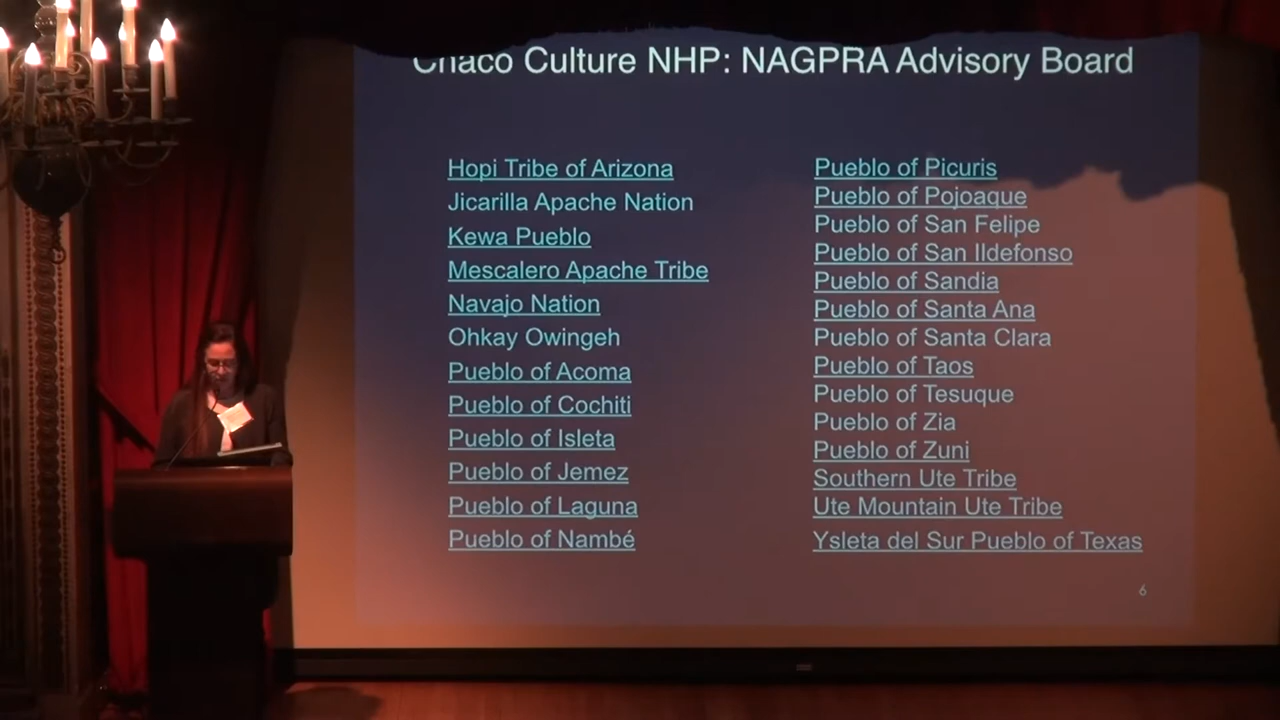 Chaco Culture NHP: NAGPRA Advisory Board
Hopi Tribe of Arizona
Jicarilla Apache Nation
Kewa Pueblo
Mescalero Apache Tribe
Navajo Nation
Ohkay Owingeh
Pueblo of Acoma
Pueblo of Cochiti
Pueblo of Isleta
Pueblo of Jemez
Pueblo of Laguna
Pueblo of Nambé
Pueblo of Picuris
Pueblo of Pojoaque
Pueblo of San Felipe
Pueblo of San Ildefonso
Pueblo of Sandia
Pueblo of Santa Ana
Pueblo of Santa Clara
Pueblo of Taos
Pueblo of Tesuque
Pueblo of Zia
Pueblo of Zuni
Southern Ute Tribe
Ute Mountain Ute Tribe
Ysleta del Sur Pueblo of Texas
6